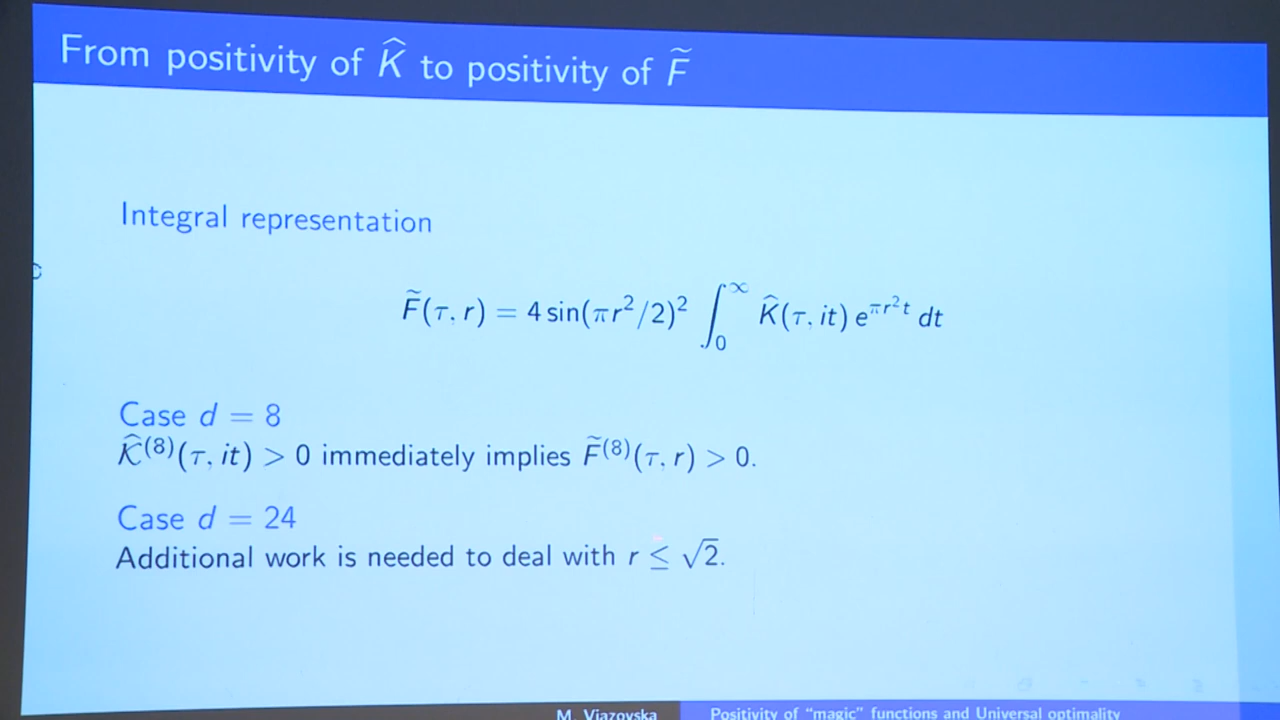 From positivity of K̂ to positivity of F̃
Integral representation
F̃(τ, r) = 4 sin(πr²/2)² ∫₀^∞ K̂(τ, it) e^{πr²t} dt
Case d = 8
K̂⁽⁸⁾(τ, it) > 0 immediately implies F̃⁽⁸⁾(τ, r) > 0.
Case d = 24
Additional work is needed to deal with r ≤ √2.
M. Viazovska
Positivity of “magic” functions and Universal optimality